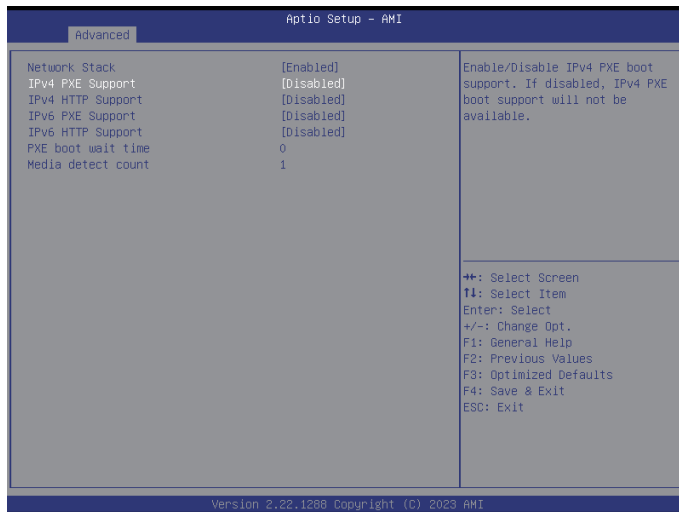 Aptio Setup – AMI
Advanced
Network Stack [Enabled]
IPv4 PXE Support [Disabled]
IPv4 HTTP Support [Disabled]
IPv6 PXE Support [Disabled]
IPv6 HTTP Support [Disabled]
PXE boot wait time 0
Media detect count 1
Enable/Disable IPv4 PXE boot
support. If disabled, IPv4 PXE
boot support will not be
available.
→←: Select Screen
↑↓: Select Item
Enter: Select
+/-: Change Opt.
F1: General Help
F2: Previous Values
F3: Optimized Defaults
F4: Save & Exit
ESC: Exit
Version 2.22.1288 Copyright (C) 2023 AMI